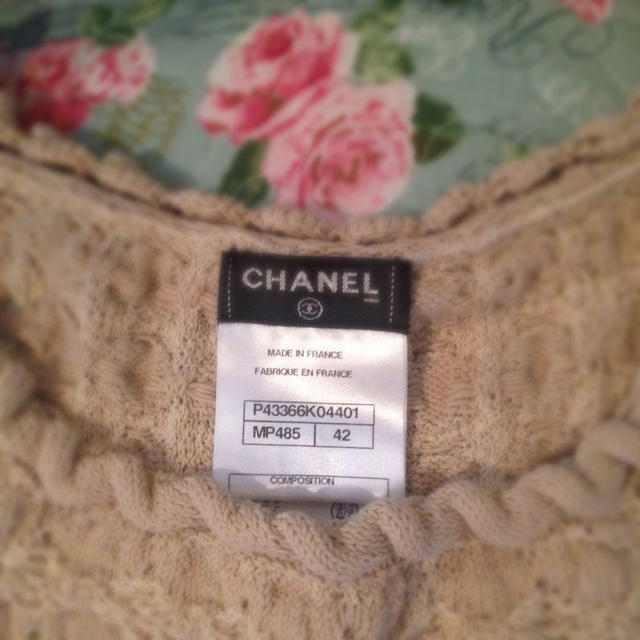 CHANEL
MADE IN FRANCE
FABRIQUE EN FRANCE
P43366K04401
MP485 42
COMPOSITION